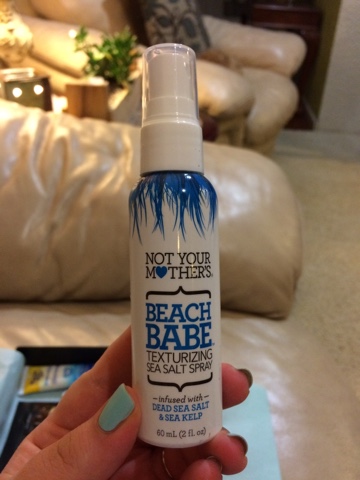 NOT YOUR
MOTHER'S
BEACH
BABE
TEXTURIZING
SEA SALT SPRAY
infused with
DEAD SEA SALT
& SEA KELP
60 mL (2 fl. oz)